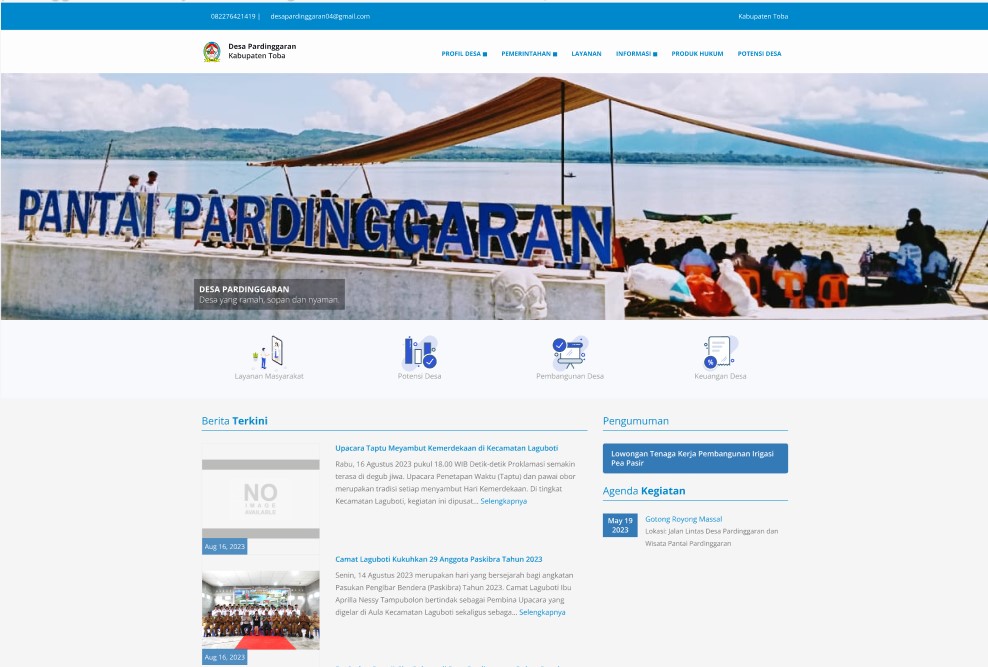 082276421419 | desapardinggaran04@gmail.com Kabupaten Toba
Desa Pardinggaran
Kabupaten Toba
PROFIL DESA PEMERINTAHAN LAYANAN INFORMASI PRODUK HUKUM POTENSI DESA
PANTAI PARDINGGARAN
DESA PARDINGGARAN
Desa yang ramah, sopan dan nyaman.
Layanan Masyarakat Potensi Desa Pembangunan Desa Keuangan Desa
Berita Terkini
Upacara Taptu Meyambut Kemerdekaan di Kecamatan Laguboti
Rabu, 16 Agustus 2023 pukul 18.00 WIB Detik-detik Proklamasi semakin
terasa di degub jiwa. Upacara Penetapan Waktu (Taptu) dan pawai obor
merupakan tradisi setiap menyambut Hari Kemerdekaan. Di tingkat
Kecamatan Laguboti, kegiatan ini dipusat... Selengkapnya
NO
IMAGE
AVAILABLE
Aug 16, 2023
Camat Laguboti Kukuhkan 29 Anggota Paskibra Tahun 2023
Senin, 14 Agustus 2023 merupakan hari yang bersejarah bagi angkatan
Pasukan Pengibar Bendera (Paskibra) Tahun 2023. Camat Laguboti Ibu
Aprilla Nessy Tampubolon bertindak sebagai Pembina Upacara yang
digelar di Aula Kecamatan Laguboti sekaligus sebaga... Selengkapnya
Aug 16, 2023
Pengumuman
Lowongan Tenaga Kerja Pembangunan Irigasi
Pea Pasir
Agenda Kegiatan
May 19
2023
Gotong Royong Massal
Lokasi: Jalan Lintas Desa Pardinggaran dan
Wisata Pantai Pardinggaran